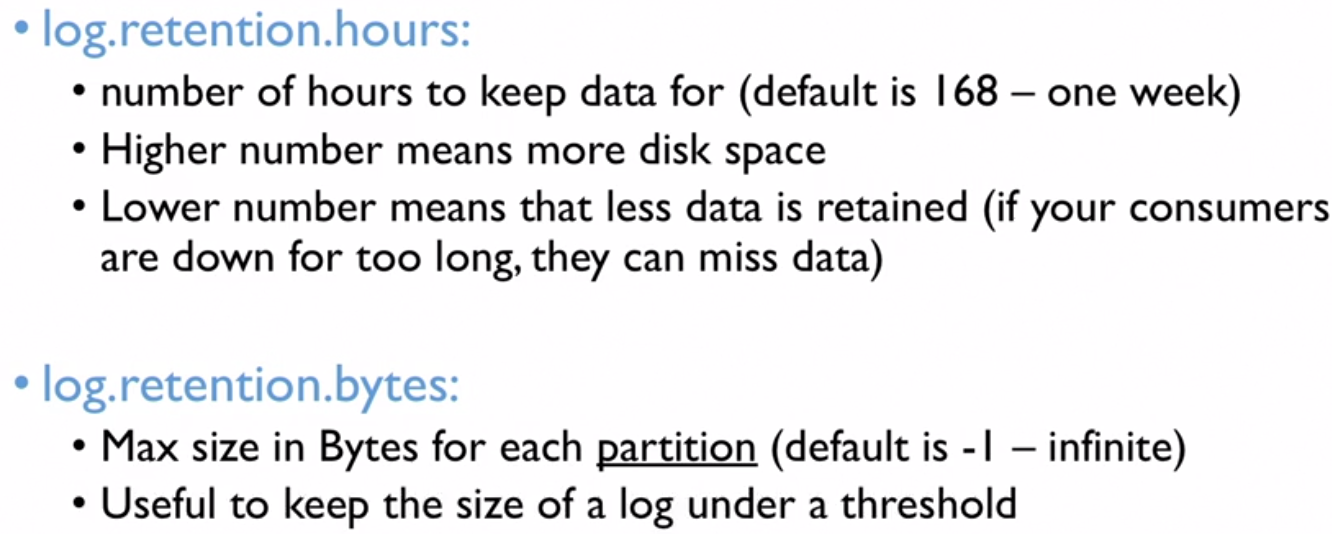 • log.retention.hours:
• number of hours to keep data for (default is 168 – one week)
• Higher number means more disk space
• Lower number means that less data is retained (if your consumers
are down for too long, they can miss data)
• log.retention.bytes:
• Max size in Bytes for each partition (default is -1 – infinite)
• Useful to keep the size of a log under a threshold